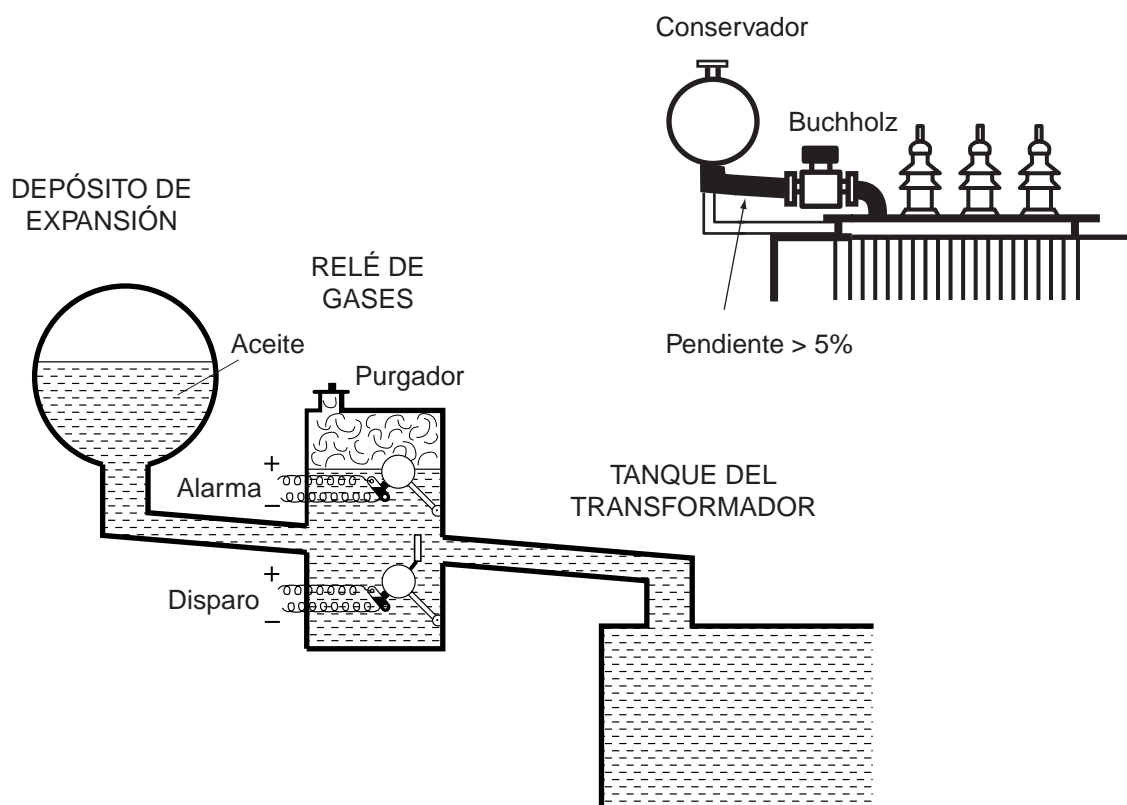 Conservador
Buchholz
Pendiente > 5%
DEPÓSITO DE
EXPANSIÓN
Aceite
RELÉ DE
GASES
Purgador
+
Alarma
−
+
Disparo
−
TANQUE DEL
TRANSFORMADOR